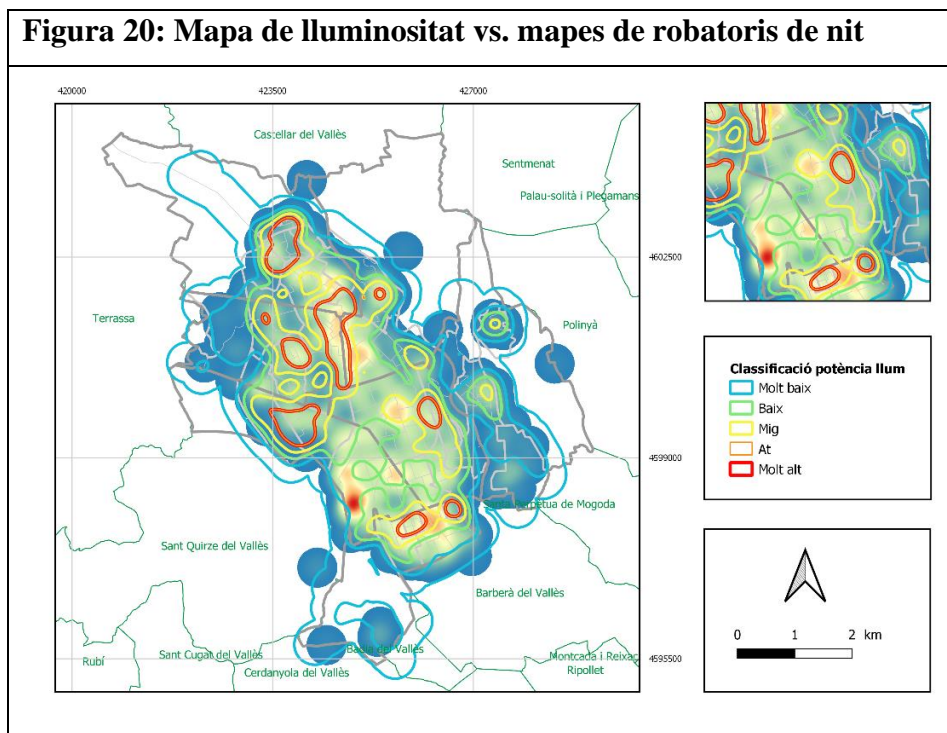 Figura 20: Mapa de lluminositat vs. mapes de robatoris de nit
420000
423500
427000
Castellar del Vallès
Sentmenat
Palau-solità i Plegamans
4602500
Terrassa
Polinyà
4599000
Santa Perpètua de Mogoda
Sant Quirze del Vallès
Barberà del Vallès
Badia del Vallès
Sant Cugat del Vallès
Rubí
Cerdanyola del Vallès
Montcada i Reixac
Ripollet
4595500
Classificació potència llum
Molt baix
Baix
Mig
At
Molt alt
0 1 2 km